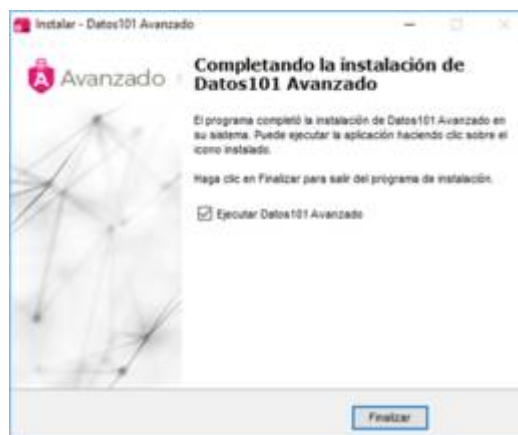 Instalar - Datos101 Avanzado
A
Avanzado
Completando la instalación de
Datos101 Avanzado
El programa completó la instalación de Datos101 Avanzado en
su sistema. Puede ejecutar la aplicación haciendo clic sobre el
icono instalado.
Haga clic en Finalizar para salir del programa de instalación.
Ejecutar Datos101 Avanzado
Finalizar